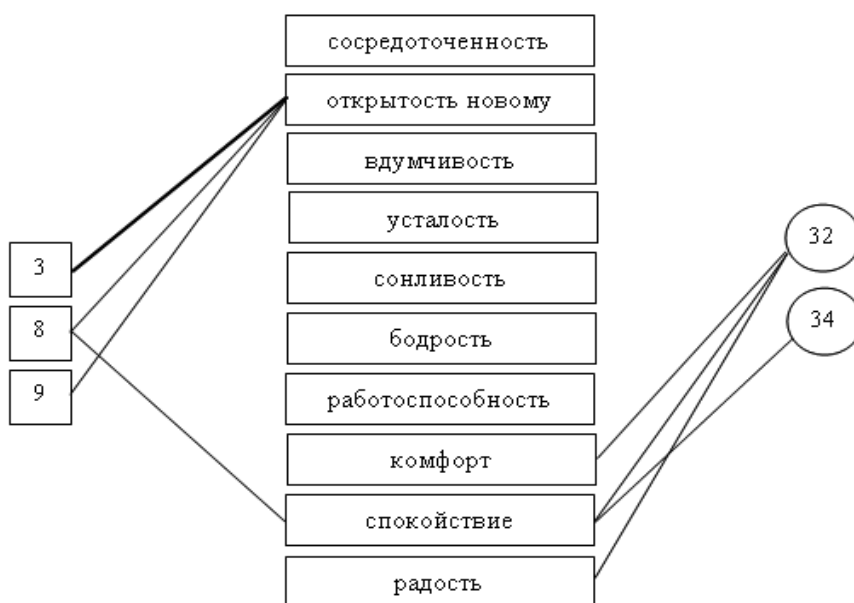 сосредоточенность
открытость новому
вдумчивость
усталость
сонливость
бодрость
работоспособность
комфорт
спокойствие
радость
3
8
9
32
34